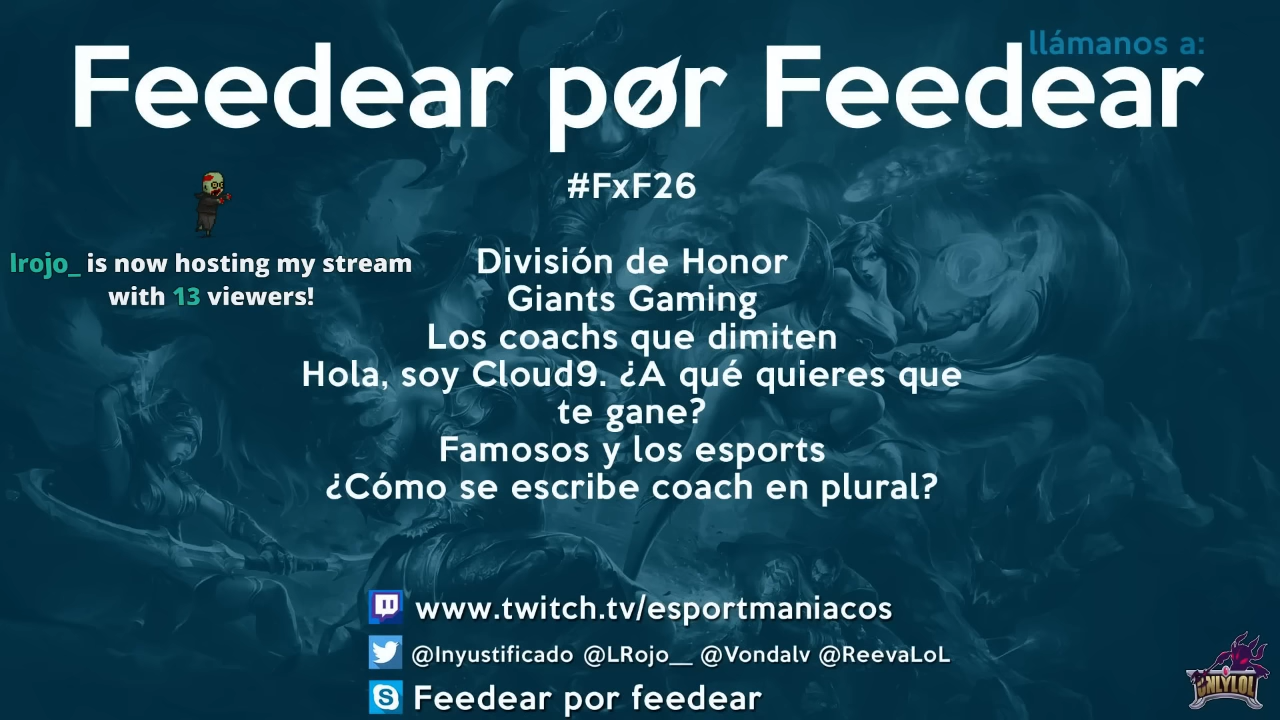 llámanos a:
Feedear pør Feedear
#FxF26
lrojo_ is now hosting my stream
with 13 viewers!
División de Honor
Giants Gaming
Los coachs que dimiten
Hola, soy Cloud9. ¿A qué quieres que
te gane?
Famosos y los esports
¿Cómo se escribe coach en plural?
www.twitch.tv/esportmaniacos
@Inyustificado @LRojo__ @Vondalv @ReevaLoL
Feedear por feedear
ONLYLOL